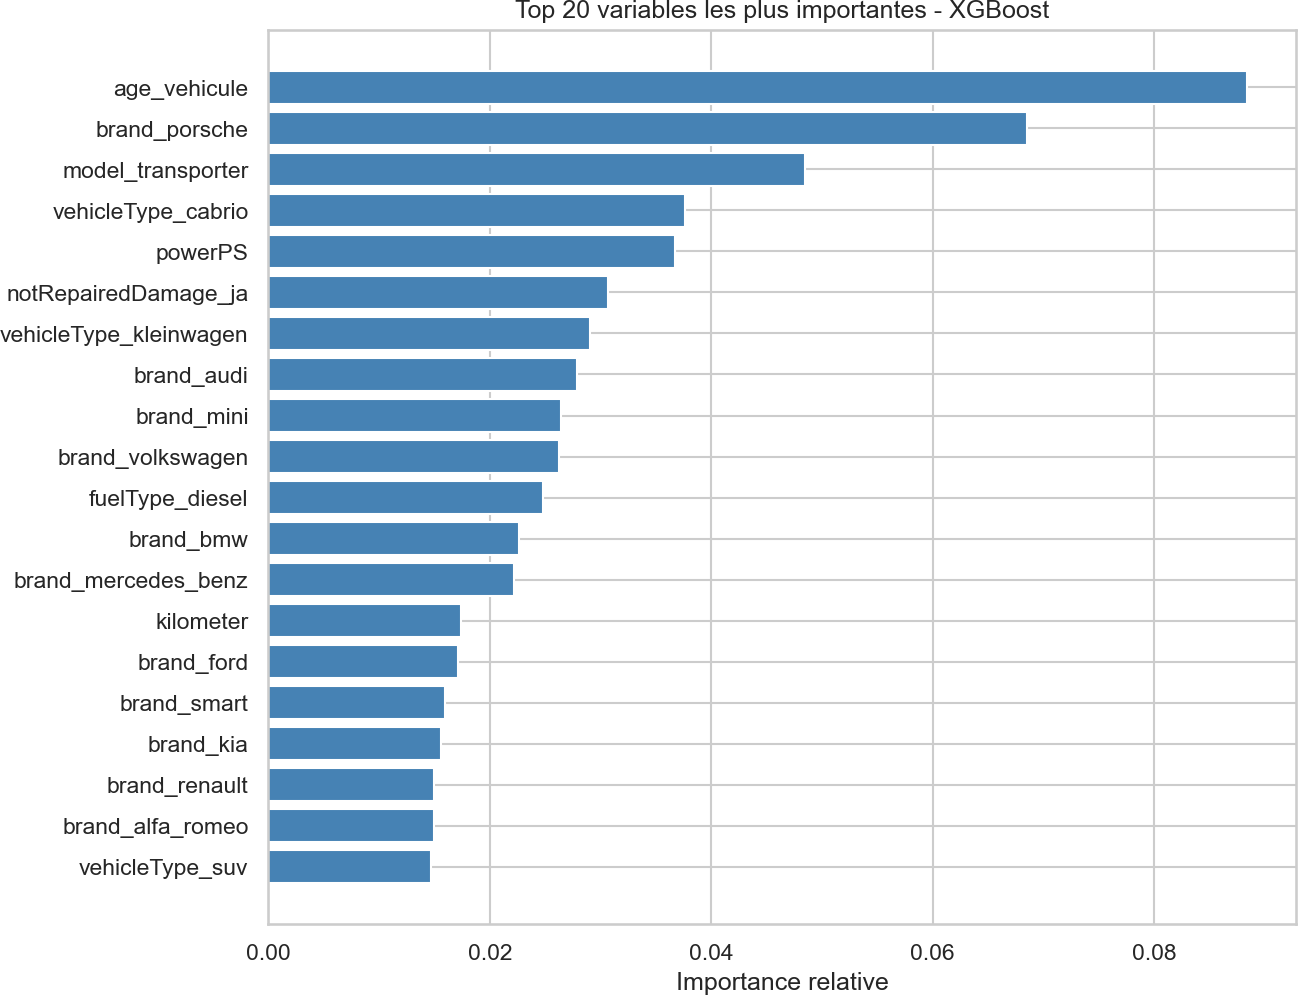 Top 20 variables les plus importantes - XGBoost
age_vehicule
brand_porsche
model_transporter
vehicleType_cabrio
powerPS
notRepairedDamage_ja
vehicleType_kleinwagen
brand_audi
brand_mini
brand_volkswagen
fuelType_diesel
brand_bmw
brand_mercedes_benz
kilometer
brand_ford
brand_smart
brand_kia
brand_renault
brand_alfa_romeo
vehicleType_suv
0.00 0.02 0.04 0.06 0.08
Importance relative